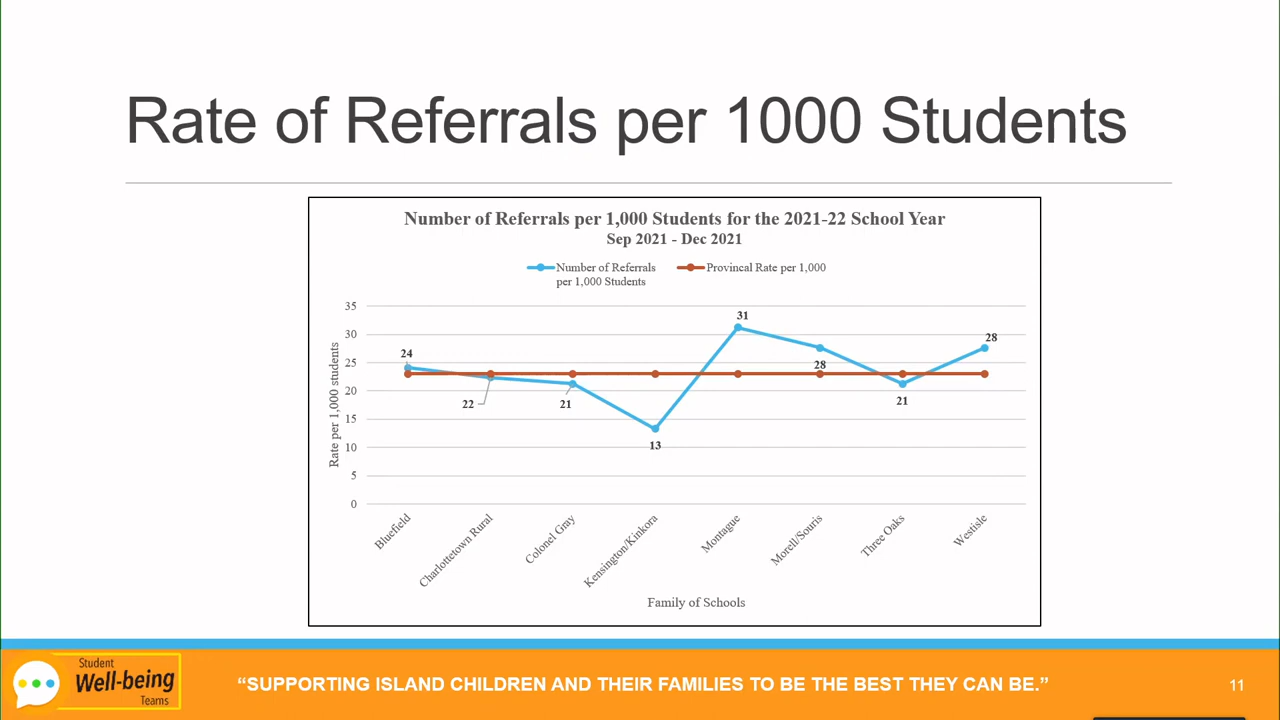 Rate of Referrals per 1000 Students
Number of Referrals per 1,000 Students for the 2021-22 School Year
Sep 2021 - Dec 2021
Number of Referrals
per 1,000 Students
Provincal Rate per 1,000
Rate per 1,000 students
35
30
25
20
15
10
5
0
24
22
21
13
31
28
21
28
Bluefield
Charlottetown Rural
Colonel Gray
Kensington/Kinkora
Montague
Morell/Souris
Three Oaks
Westisle
Family of Schools
Student
Well-being
Teams
“SUPPORTING ISLAND CHILDREN AND THEIR FAMILIES TO BE THE BEST THEY CAN BE.”
11